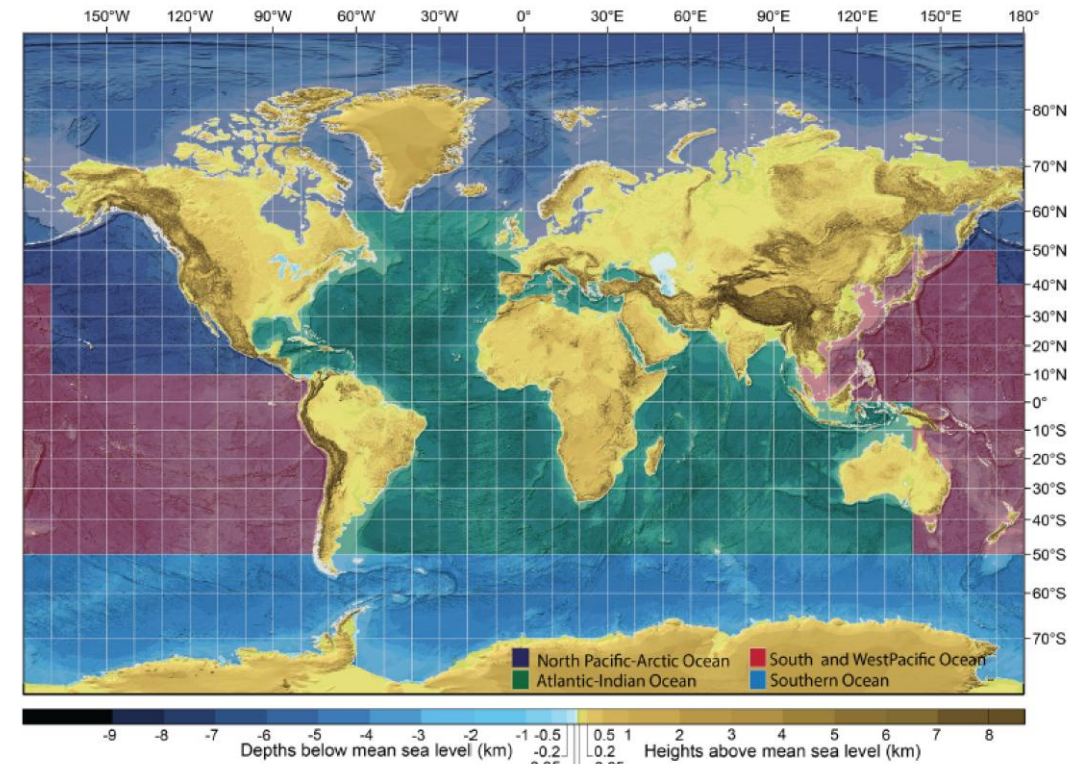 150°W 120°W 90°W 60°W 30°W 0° 30°E 60°E 90°E 120°E 150°E 180°
80°N
70°N
60°N
50°N
40°N
30°N
20°N
10°N
0°
10°S
20°S
30°S
40°S
50°S
60°S
70°S
North Pacific-Arctic Ocean
South and WestPacific Ocean
Atlantic-Indian Ocean
Southern Ocean
-9 -8 -7 -6 -5 -4 -3 -2 -1 -0.5 0.5 1 2 3 4 5 6 7 8
Depths below mean sea level (km) -0.2 0.2 Heights above mean sea level (km)